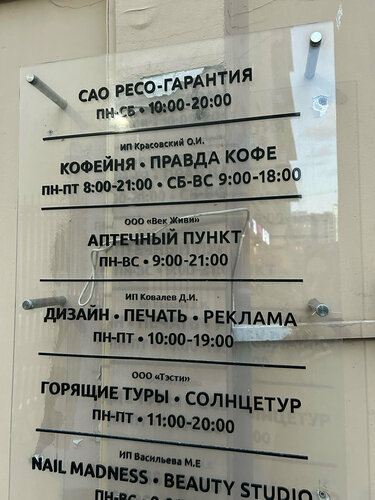 САО РЕСО-ГАРАНТИЯ
ПН-СБ • 10:00-20:00
ИП Красовский О.И.
КОФЕЙНЯ • ПРАВДА КОФЕ
ПН-ПТ 8:00-21:00 • СБ-ВС 9:00-18:00
ООО «Век Живи»
АПТЕЧНЫЙ ПУНКТ
ПН-ВС • 9:00-21:00
ИП Ковалев Д.И.
ДИЗАЙН • ПЕЧАТЬ • РЕКЛАМА
ПН-ПТ • 10:00-19:00
ООО «Тэсти»
ГОРЯЩИЕ ТУРЫ • СОЛНЦЕТУР
ПН-ПТ • 11:00-20:00
ИП Васильева М.Е
NAIL MADNESS • BEAUTY STUDIO
ПН-ВС